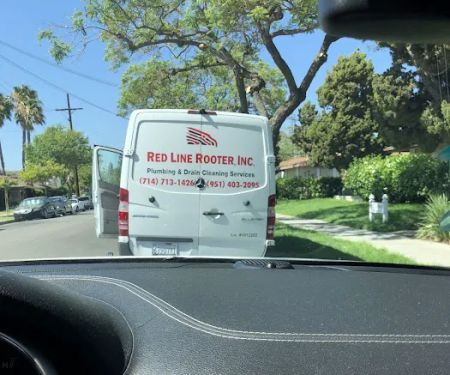 RED LINE ROOTER, INC.
Plumbing & Drain Cleaning Services
(714) 713-1426 (951) 403-2095